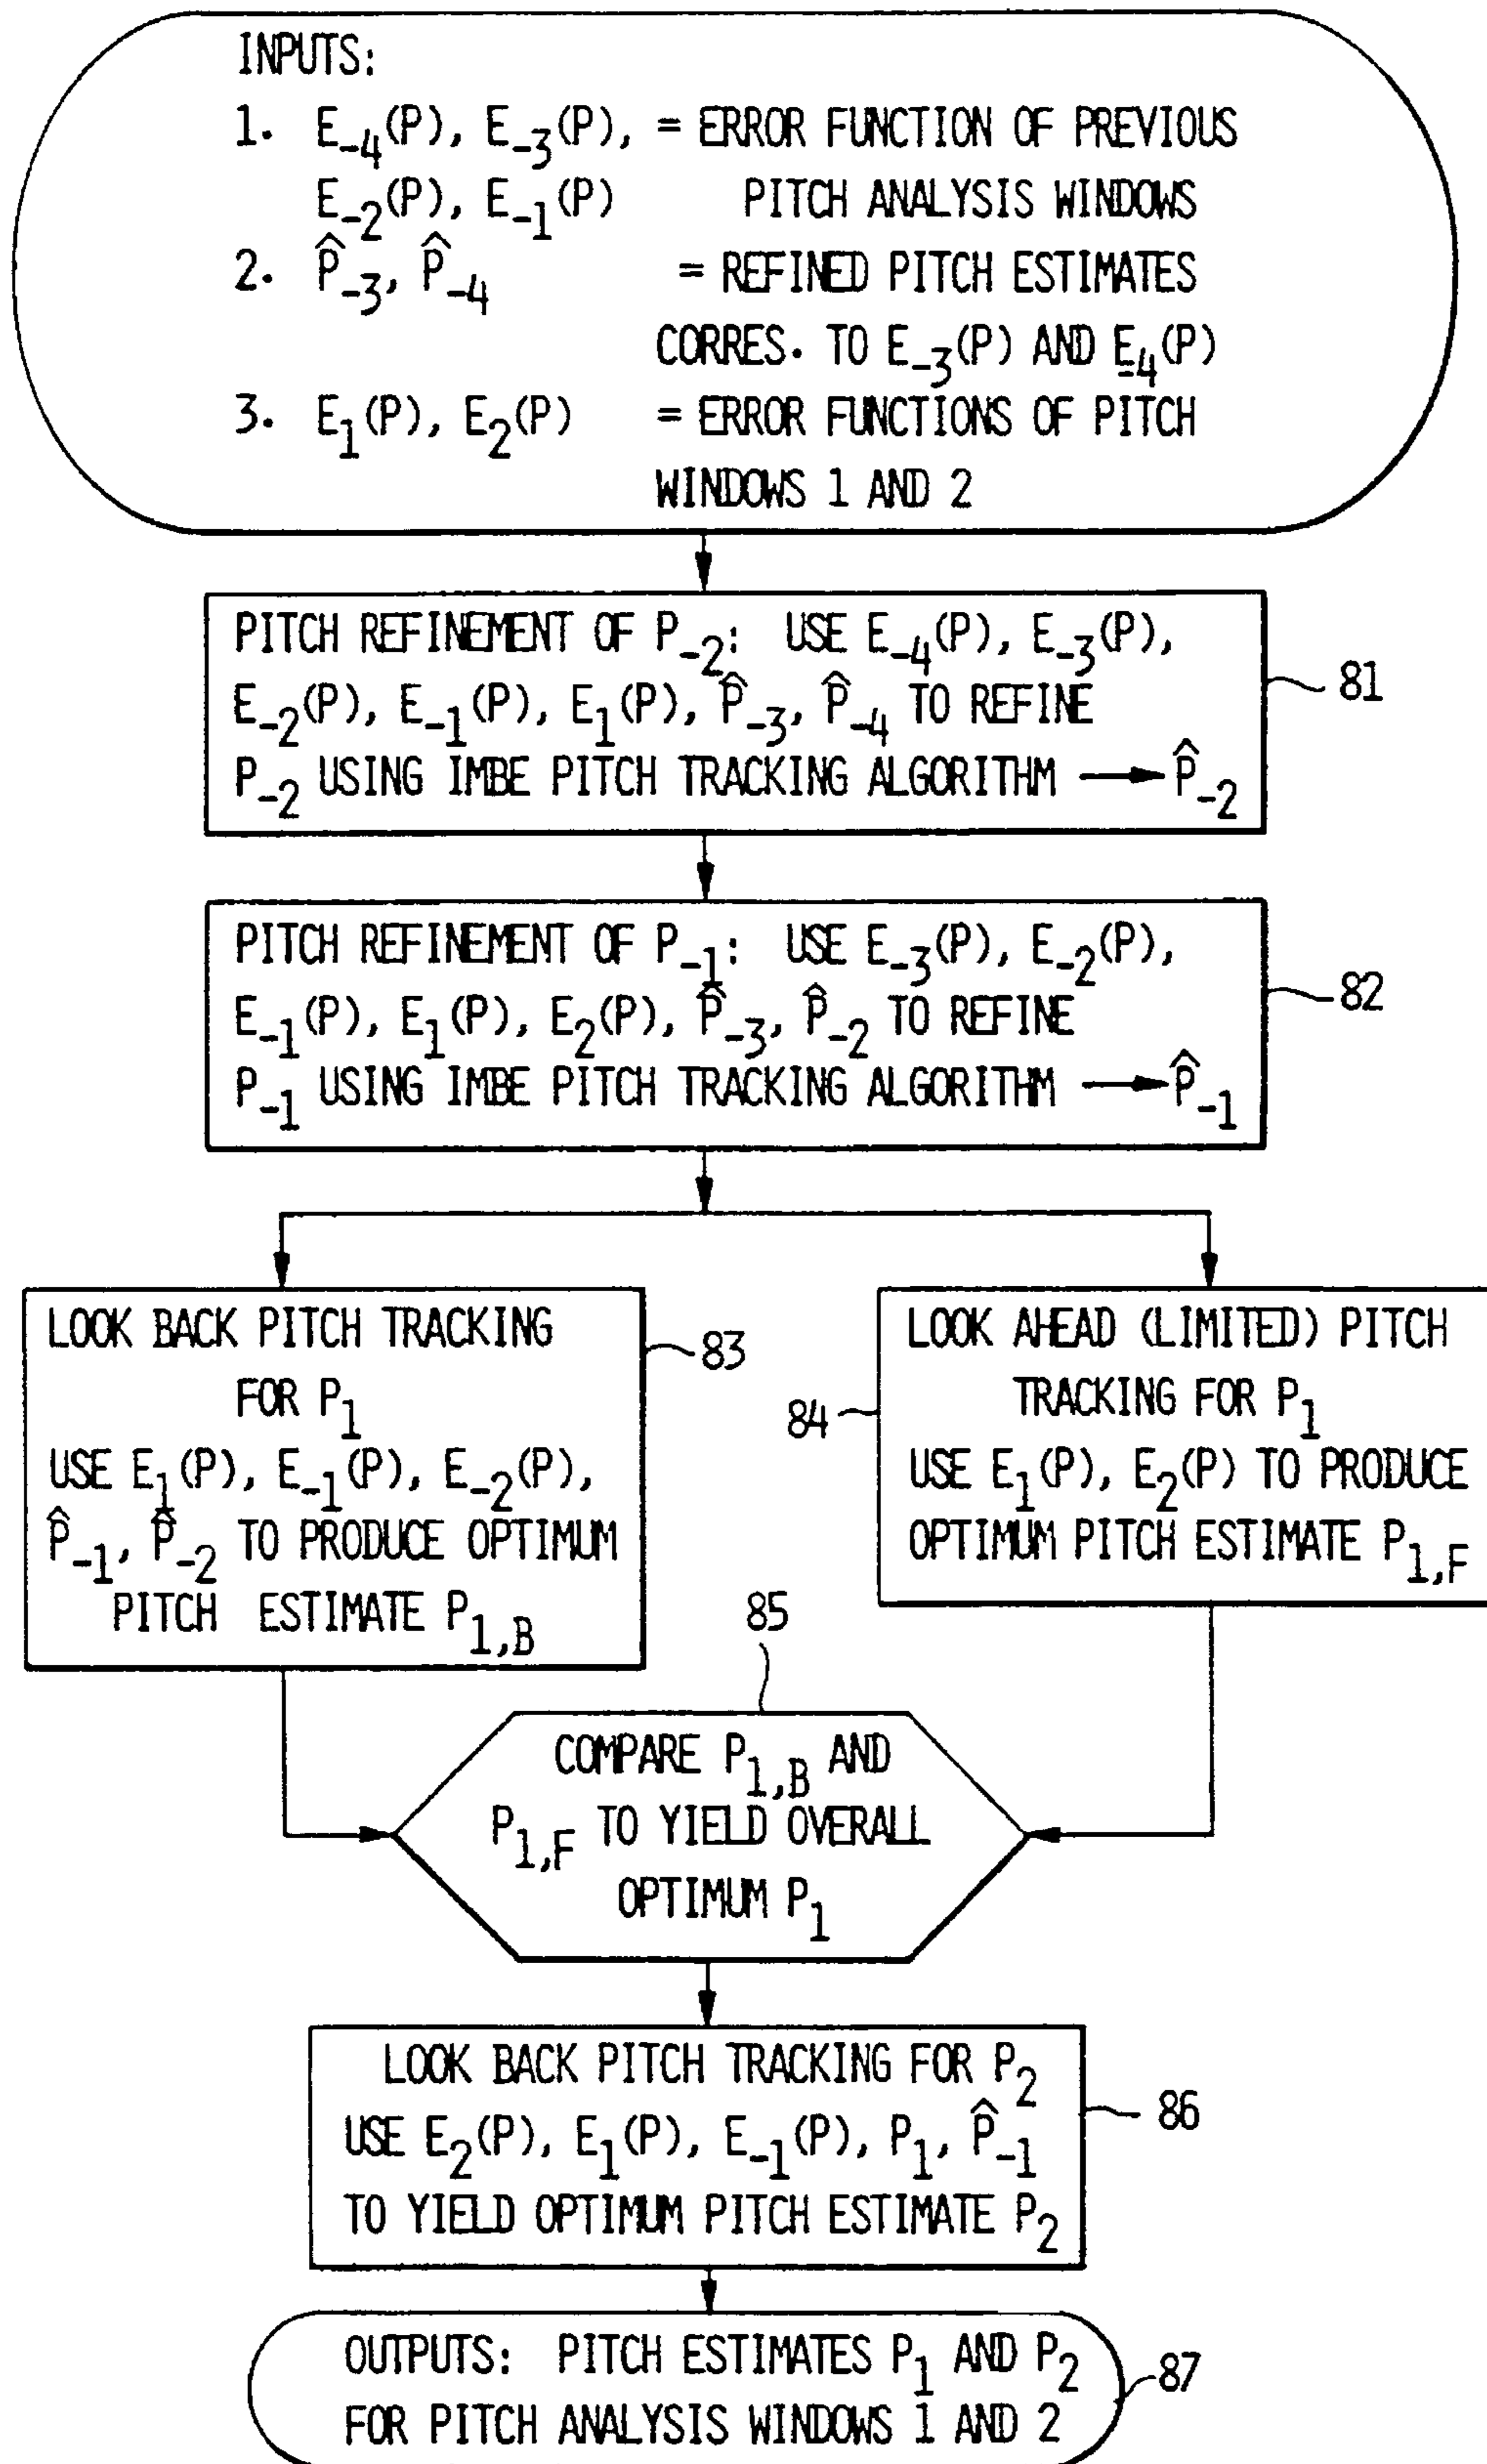 INPUTS:
1. E₋₄(P), E₋₃(P), = ERROR FUNCTION OF PREVIOUS
E₋₂(P), E₋₁(P) PITCH ANALYSIS WINDOWS
2. P̂₋₃, P̂₋₄ = REFINED PITCH ESTIMATES
CORRES. TO E₋₃(P) AND E₋₄(P)
3. E₁(P), E₂(P) = ERROR FUNCTIONS OF PITCH
WINDOWS 1 AND 2
PITCH REFINEMENT OF P₋₂: USE E₋₄(P), E₋₃(P),
E₋₂(P), E₋₁(P), E₁(P), P̂₋₃, P̂₋₄ TO REFINE
P₋₂ USING IMBE PITCH TRACKING ALGORITHM → P̂₋₂
81
PITCH REFINEMENT OF P₋₁: USE E₋₃(P), E₋₂(P),
E₋₁(P), E₁(P), E₂(P), P̂₋₃, P̂₋₂ TO REFINE
P₋₁ USING IMBE PITCH TRACKING ALGORITHM → P̂₋₁
82
LOOK BACK PITCH TRACKING
FOR P₁
USE E₁(P), E₋₁(P), E₋₂(P),
P̂₋₁, P̂₋₂ TO PRODUCE OPTIMUM
PITCH ESTIMATE P₁,B
83
LOOK AHEAD (LIMITED) PITCH
TRACKING FOR P₁
USE E₁(P), E₂(P) TO PRODUCE
OPTIMUM PITCH ESTIMATE P₁,F
84
85
COMPARE P₁,B AND
P₁,F TO YIELD OVERALL
OPTIMUM P₁
LOOK BACK PITCH TRACKING FOR P₂
USE E₂(P), E₁(P), E₋₁(P), P₁, P̂₋₁
TO YIELD OPTIMUM PITCH ESTIMATE P₂
86
OUTPUTS: PITCH ESTIMATES P₁ AND P₂
FOR PITCH ANALYSIS WINDOWS 1 AND 2
87